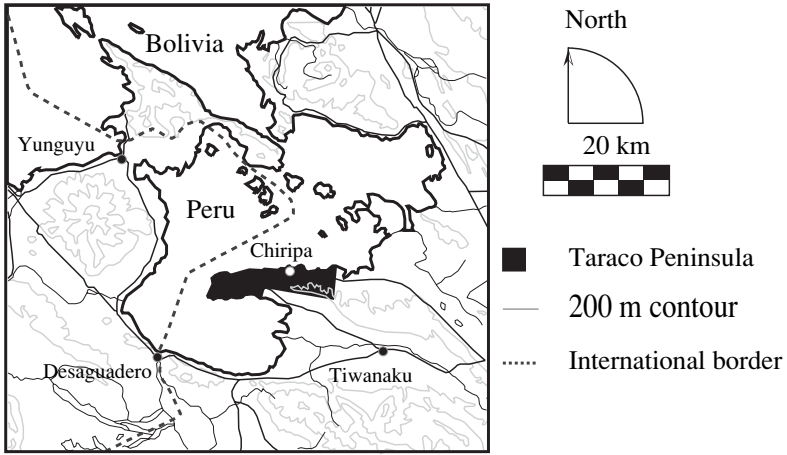 Bolivia
Yunguyu
Peru
Chiripa
Desaguadero
Tiwanaku
North
20 km
Taraco Peninsula
200 m contour
International border